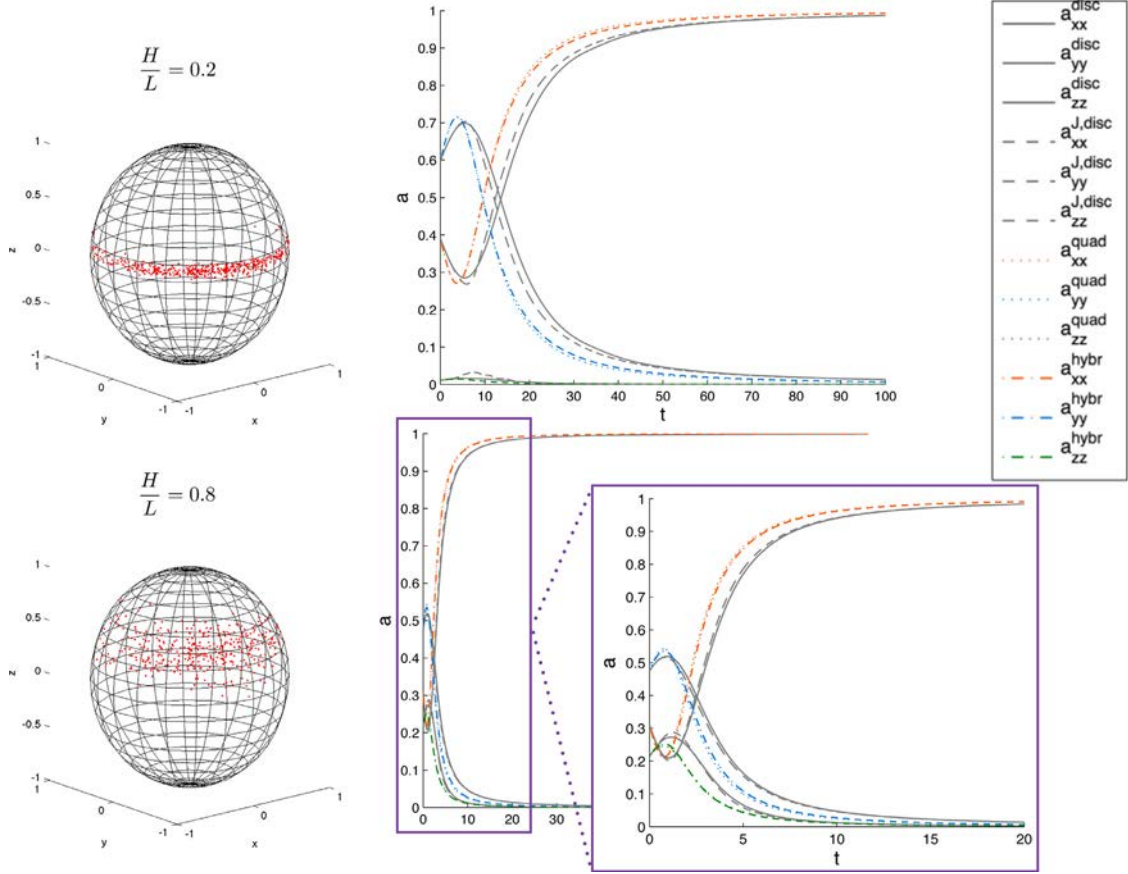 H/L = 0.2
1
0.5
0
-0.5
-1
z
1
0
-1
y
-1
0
1
x
1
0.9
0.8
0.7
0.6
0.5
0.4
0.3
0.2
0.1
0
a
0 10 20 30 40 50 60 70 80 90 100
t
a_xx^disc
a_yy^disc
a_zz^disc
a_xx^J,disc
a_yy^J,disc
a_zz^J,disc
a_xx^quad
a_yy^quad
a_zz^quad
a_xx^hybr
a_yy^hybr
a_zz^hybr
H/L = 0.8
1
0.5
0
-0.5
-1
z
1
0
-1
y
-1
0
1
x
1
0.9
0.8
0.7
0.6
0.5
0.4
0.3
0.2
0.1
0
a
0 10 20 30
1
0.9
0.8
0.7
0.6
0.5
0.4
0.3
0.2
0.1
0
a
0 5 10 15 20
t